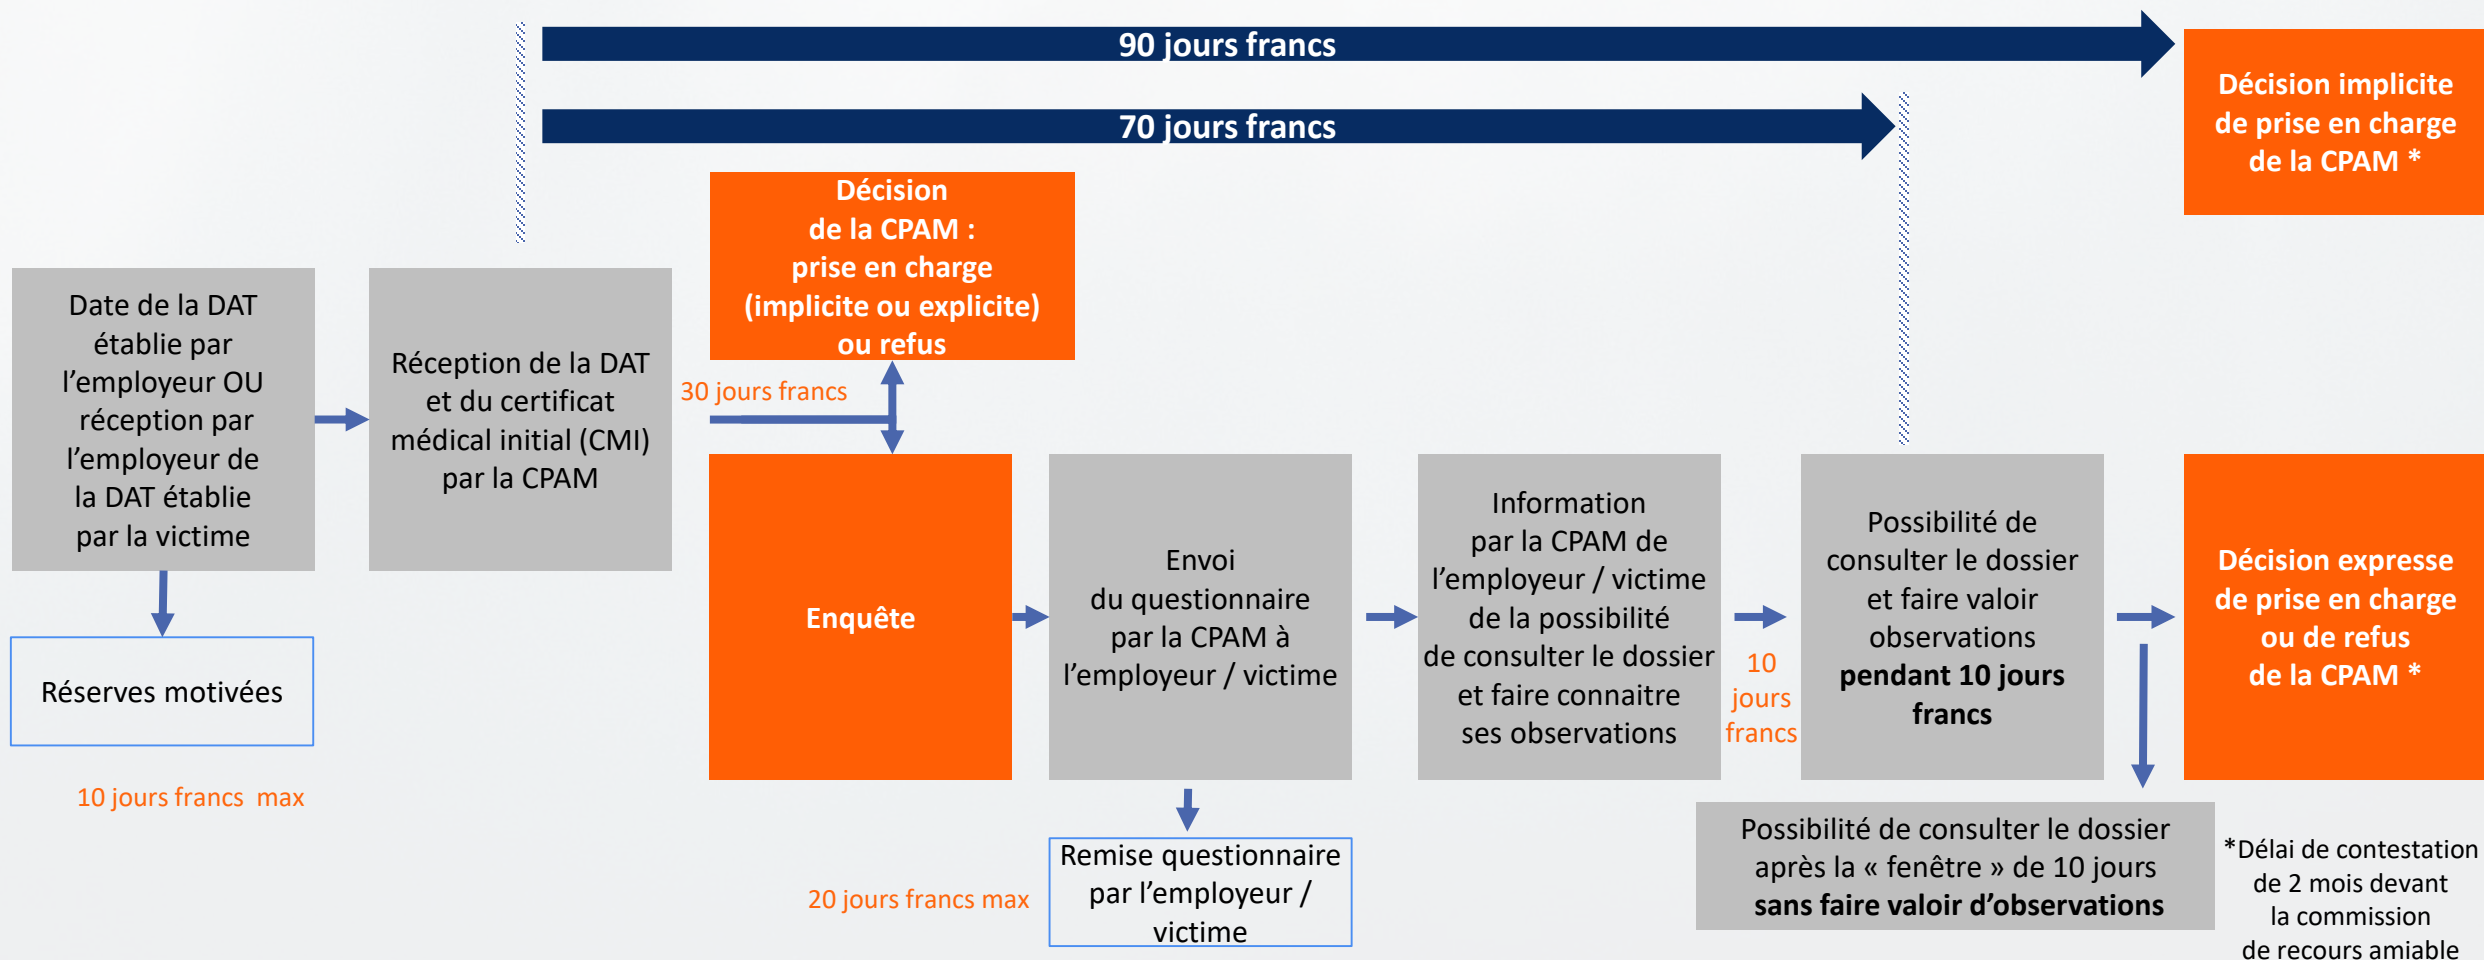 90 jours francs
70 jours francs
Décision implicite
de prise en charge
de la CPAM *
Décision
de la CPAM :
prise en charge
(implicite ou explicite)
ou refus
Date de la DAT
établie par
l’employeur OU
réception par
l’employeur de
la DAT établie
par la victime
Réception de la DAT
et du certificat
médical initial (CMI)
par la CPAM
30 jours francs
Réserves motivées
10 jours francs max
Enquête
Envoi
du questionnaire
par la CPAM à
l’employeur / victime
Remise questionnaire
par l’employeur /
victime
20 jours francs max
Information
par la CPAM de
l’employeur / victime
de la possibilité
de consulter le dossier
et faire connaitre
ses observations
10
jours
francs
Possibilité de
consulter le dossier
et faire valoir
observations
pendant 10 jours
francs
Décision expresse
de prise en charge
ou de refus
de la CPAM *
Possibilité de consulter le dossier
après la « fenêtre » de 10 jours
sans faire valoir d’observations
*Délai de contestation
de 2 mois devant
la commission
de recours amiable